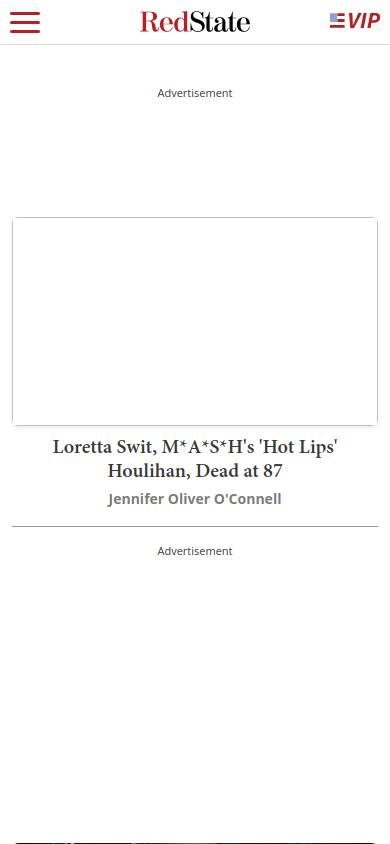 RedState
VIP
Advertisement
Loretta Swit, M*A*S*H's 'Hot Lips'
Houlihan, Dead at 87
Jennifer Oliver O'Connell
Advertisement